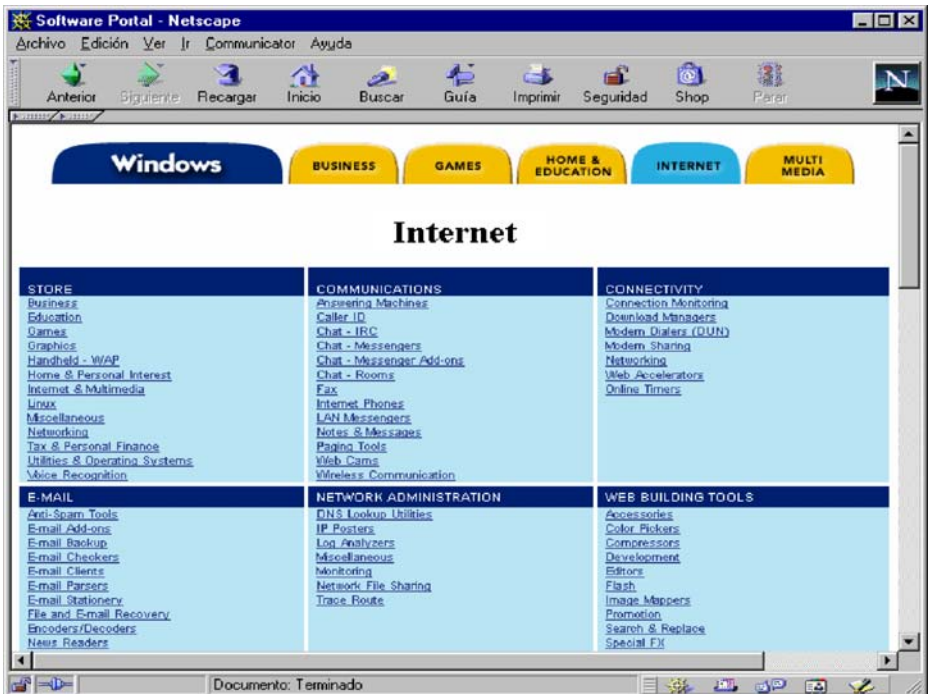 Software Portal - Netscape
Archivo Edición Ver Ir Communicator Ayuda
Anterior Siguiente Recargar Inicio Buscar Guía Imprimir Seguridad Shop Parar
N
Windows
BUSINESS
GAMES
HOME &
EDUCATION
INTERNET
MULTI
MEDIA
Internet
STORE
Business
Education
Games
Graphics
Handheld - WAP
Home & Personal Interest
Internet & Multimedia
Linux
Miscellaneous
Networking
Tax & Personal Finance
Utilities & Operating Systems
Voice Recognition
COMMUNICATIONS
Answering Machines
Caller ID
Chat - IRC
Chat - Messengers
Chat - Messenger Add-ons
Chat - Rooms
Fax
Internet Phones
LAN Messengers
Notes & Messages
Paging Tools
Web Cams
Wireless Communication
CONNECTIVITY
Connection Monitoring
Download Managers
Modem Dialers (DUN)
Modem Sharing
Networking
Web Accelerators
Online Timers
E-MAIL
Anti-Spam Tools
E-mail Add-ons
E-mail Backup
E-mail Checkers
E-mail Clients
E-mail Parsers
E-mail Stationery
File and E-mail Recovery
Encoders/Decoders
News Readers
NETWORK ADMINISTRATION
DNS Lookup Utilities
IP Posters
Log Analyzers
Miscellaneous
Monitoring
Network File Sharing
Trace Route
WEB BUILDING TOOLS
Accessories
Color Pickers
Compressors
Development
Editors
Flash
Image Mappers
Promotion
Search & Replace
Special FX
Documento: Terminado